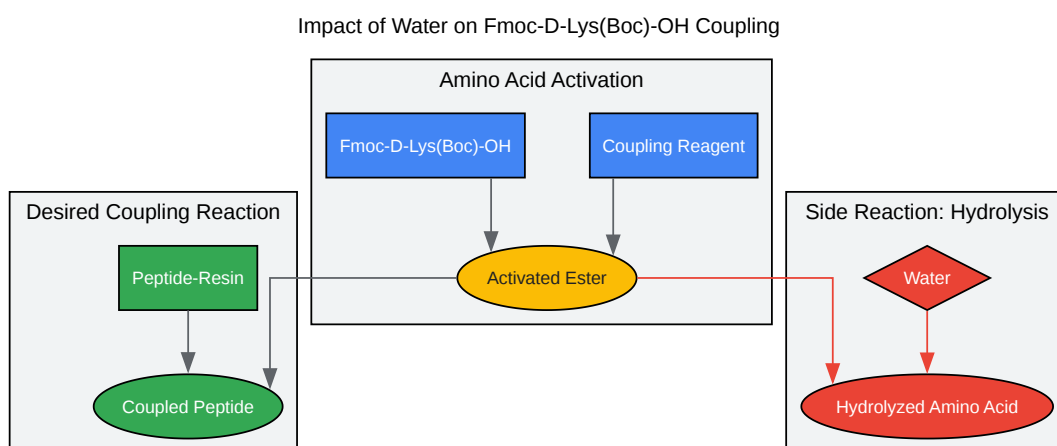 Impact of Water on Fmoc-D-Lys(Boc)-OH Coupling
Amino Acid Activation
Fmoc-D-Lys(Boc)-OH
Coupling Reagent
Activated Ester
Desired Coupling Reaction
Peptide-Resin
Coupled Peptide
Side Reaction: Hydrolysis
Water
Hydrolyzed Amino Acid